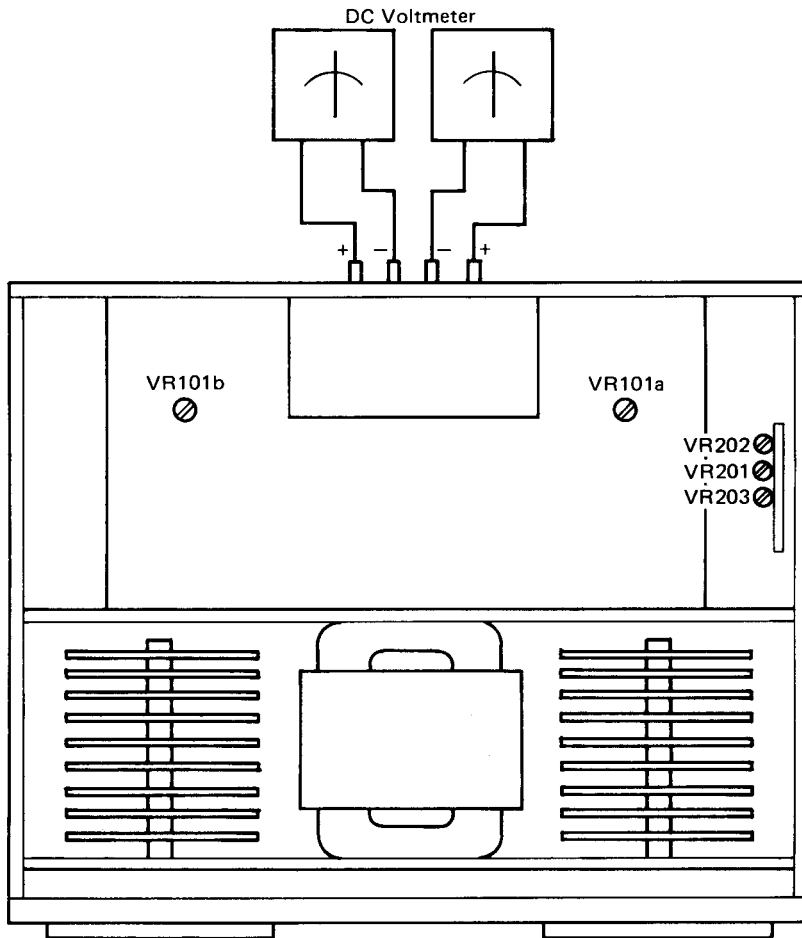 DC Voltmeter
+ − − +
VR101b
VR101a
VR202
VR201
VR203